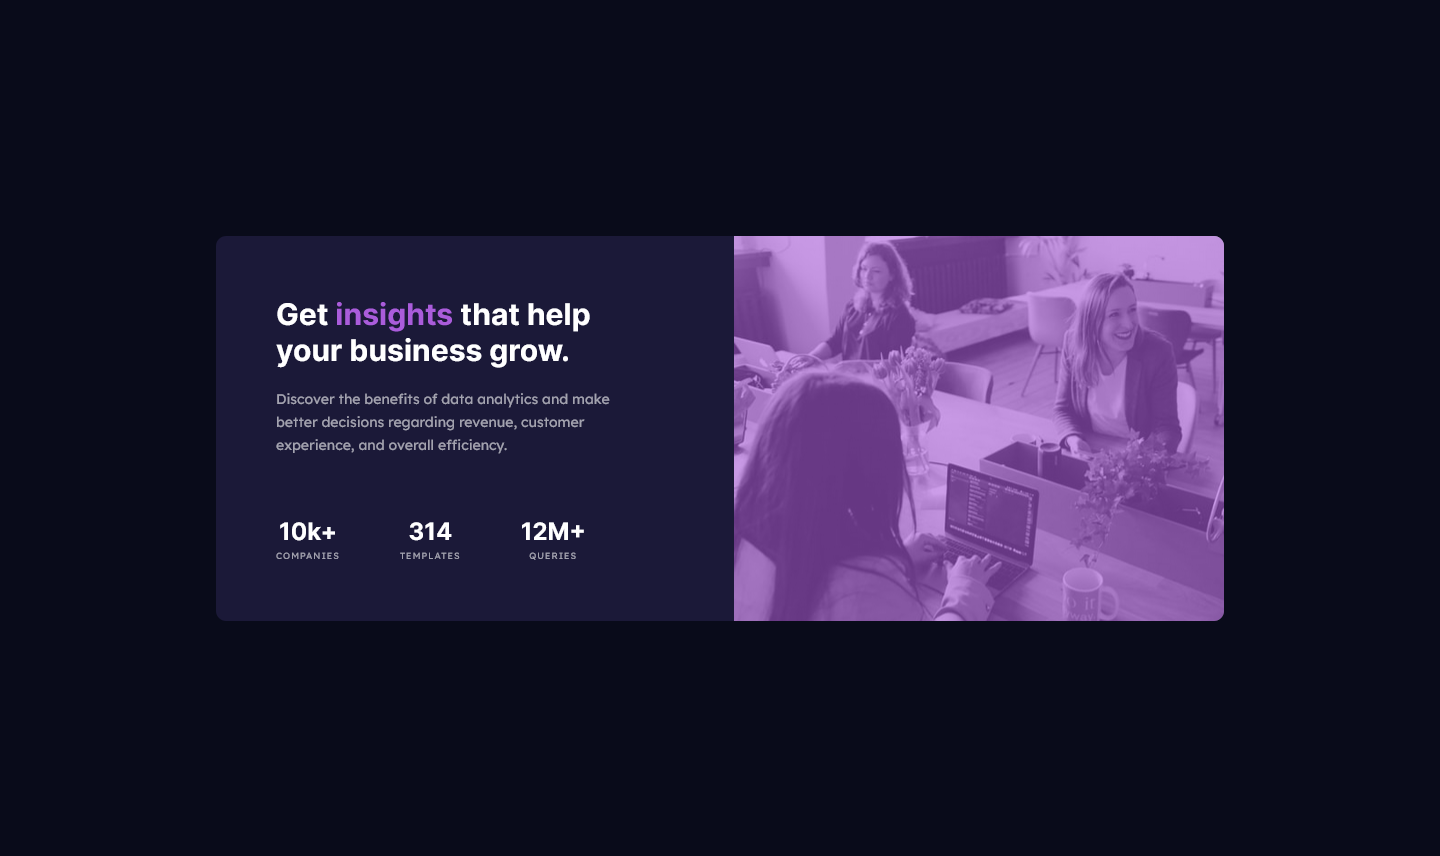 Get insights that help
your business grow.
Discover the benefits of data analytics and make
better decisions regarding revenue, customer
experience, and overall efficiency.
10k+ 314 12M+
COMPANIES TEMPLATES QUERIES